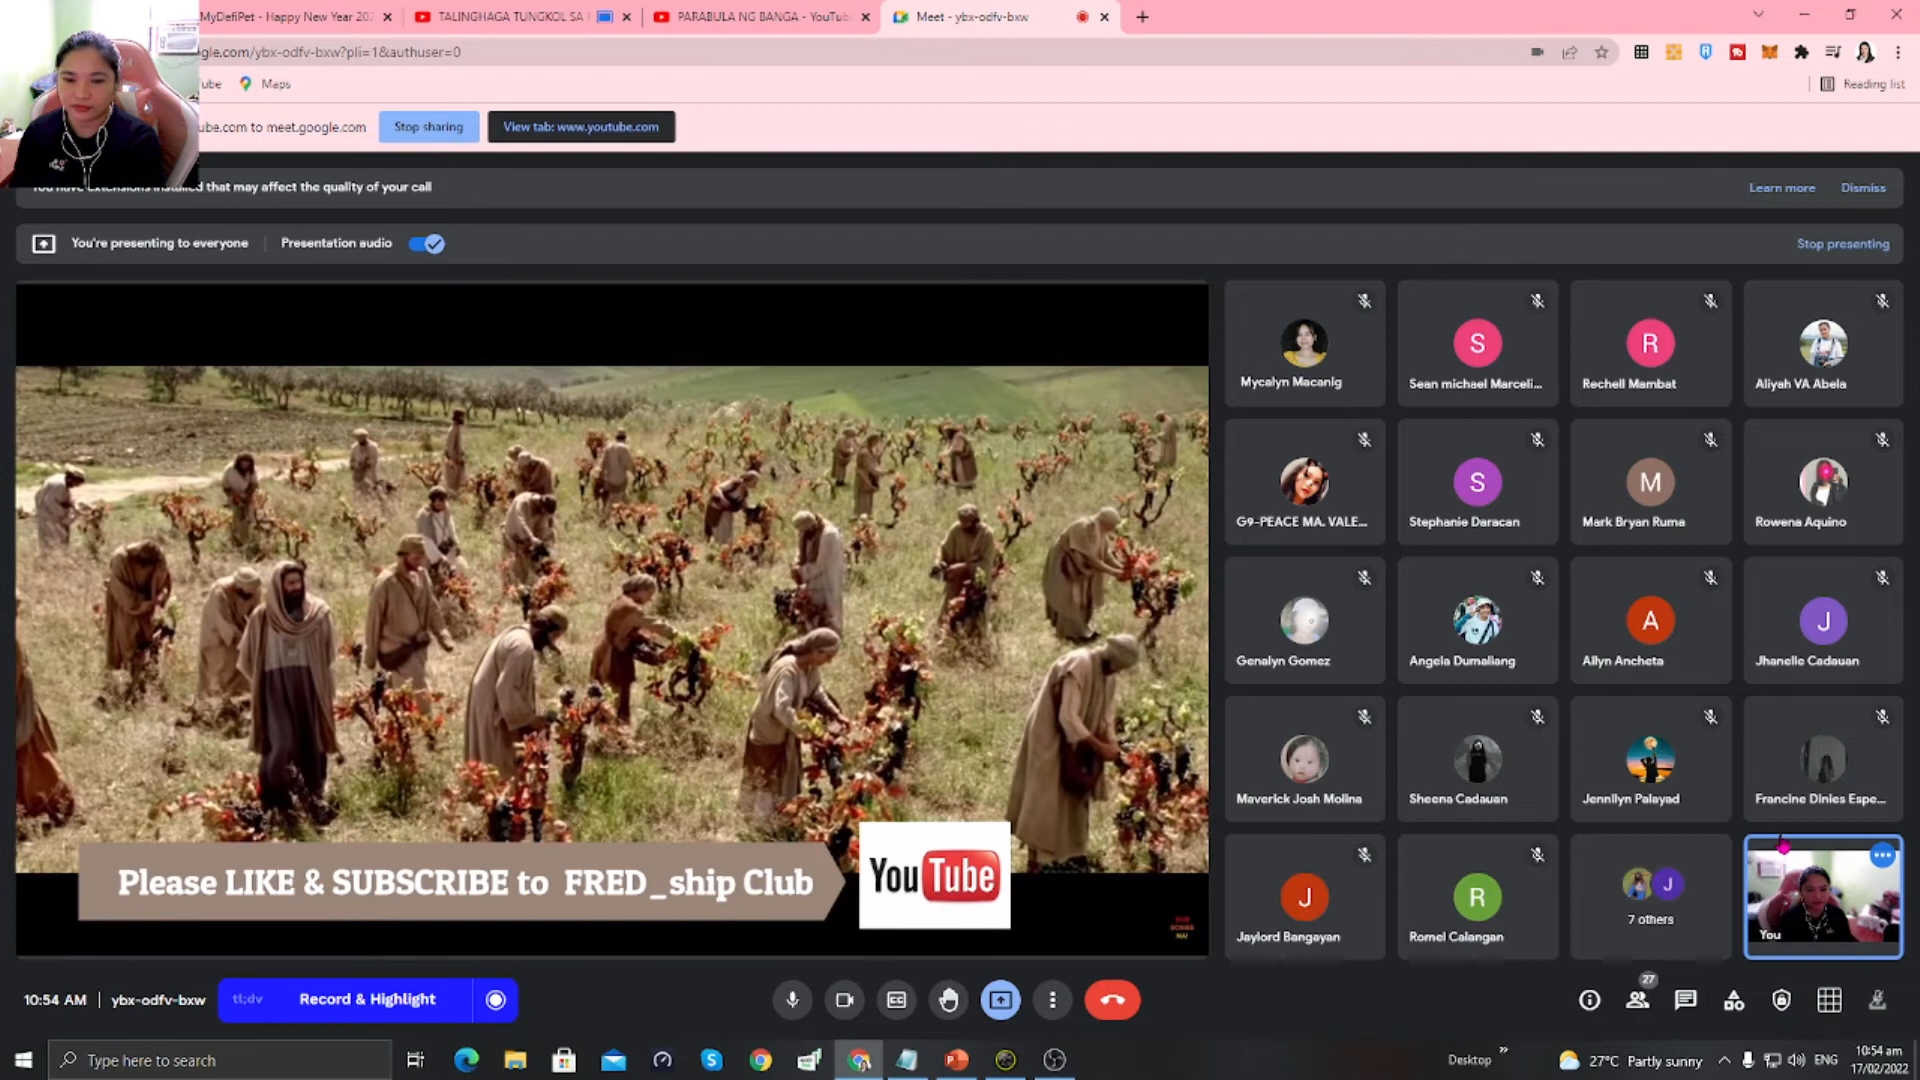 MyDefiPet - Happy New Year 202
TALINGHAGA TUNGKOL SA
PARABULA NG BANGA - YouTub
Meet - ybx-odfv-bxw
gle.com/ybx-odfv-bxw?pli=1&authuser=0
ube
Maps
Reading list
ube.com to meet.google.com
Stop sharing
View tab: www.youtube.com
You have extensions installed that may affect the quality of your call
Learn more
Dismiss
You're presenting to everyone
Presentation audio
Stop presenting
Mycalyn Macanig
S
Sean michael Marceli...
R
Rechell Mambat
Aliyah VA Abela
G9-PEACE MA. VALE...
S
Stephanie Daracan
M
Mark Bryan Ruma
Rowena Aquino
Genalyn Gomez
Angela Dumaliang
A
Allyn Ancheta
J
Jhanelle Cadauan
Maverick Josh Molina
Sheena Cadauan
Jennilyn Palayad
Francine Dinies Espe...
J
Jaylord Bangayan
R
Romel Calangan
J
7 others
You
Please LIKE & SUBSCRIBE to FRED_ship Club
YouTube
10:54 AM | ybx-odfv-bxw
tl;dv
Record & Highlight
27
Type here to search
Desktop
27°C Partly sunny
ENG
10:54 am
17/02/2022